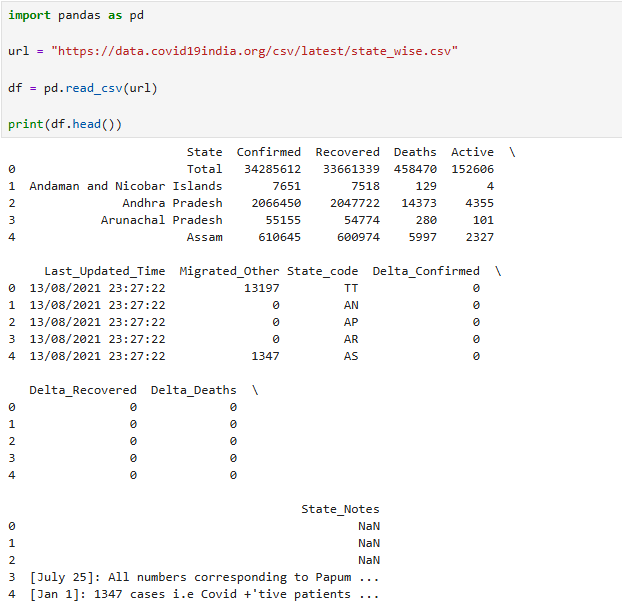 import pandas as pd
url = "https://data.covid19india.org/csv/latest/state_wise.csv"
df = pd.read_csv(url)
print(df.head())
State Confirmed Recovered Deaths Active \
0 Total 34285612 33661339 458470 152606
1 Andaman and Nicobar Islands 7651 7518 129 4
2 Andhra Pradesh 2066450 2047722 14373 4355
3 Arunachal Pradesh 55155 54774 280 101
4 Assam 610645 600974 5997 2327
Last_Updated_Time Migrated_Other State_code Delta_Confirmed \
0 13/08/2021 23:27:22 13197 TT 0
1 13/08/2021 23:27:22 0 AN 0
2 13/08/2021 23:27:22 0 AP 0
3 13/08/2021 23:27:22 0 AR 0
4 13/08/2021 23:27:22 1347 AS 0
Delta_Recovered Delta_Deaths \
0 0 0
1 0 0
2 0 0
3 0 0
4 0 0
State_Notes
0 NaN
1 NaN
2 NaN
3 [July 25]: All numbers corresponding to Papum ...
4 [Jan 1]: 1347 cases i.e Covid +'tive patients ...